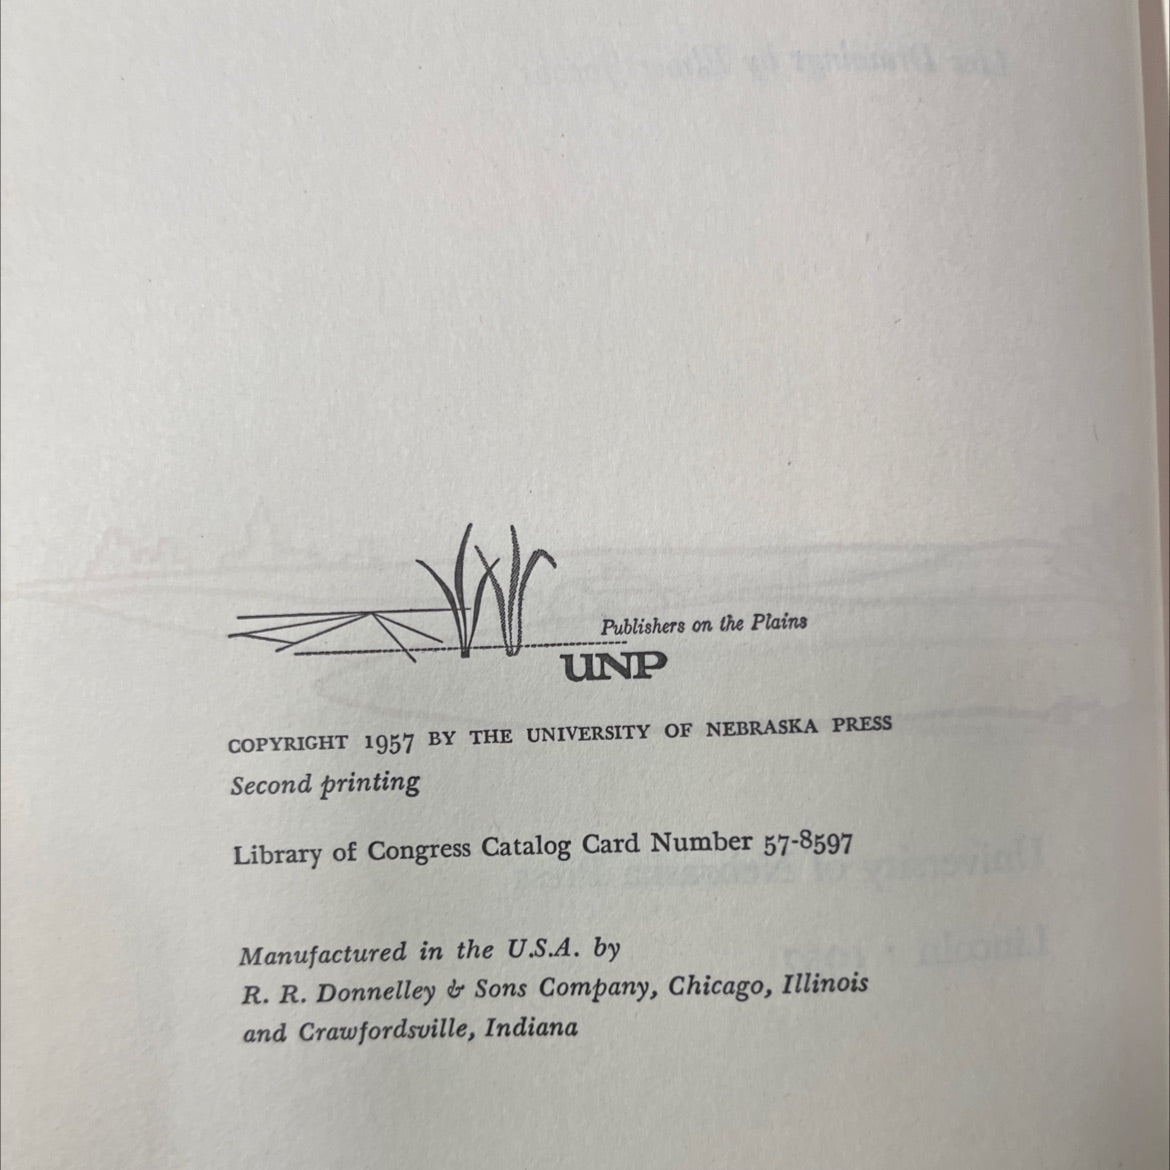 Publishers on the Plains
UNP
COPYRIGHT 1957 BY THE UNIVERSITY OF NEBRASKA PRESS
Second printing
Library of Congress Catalog Card Number 57-8597
Manufactured in the U.S.A. by
R. R. Donnelley & Sons Company, Chicago, Illinois
and Crawfordsville, Indiana